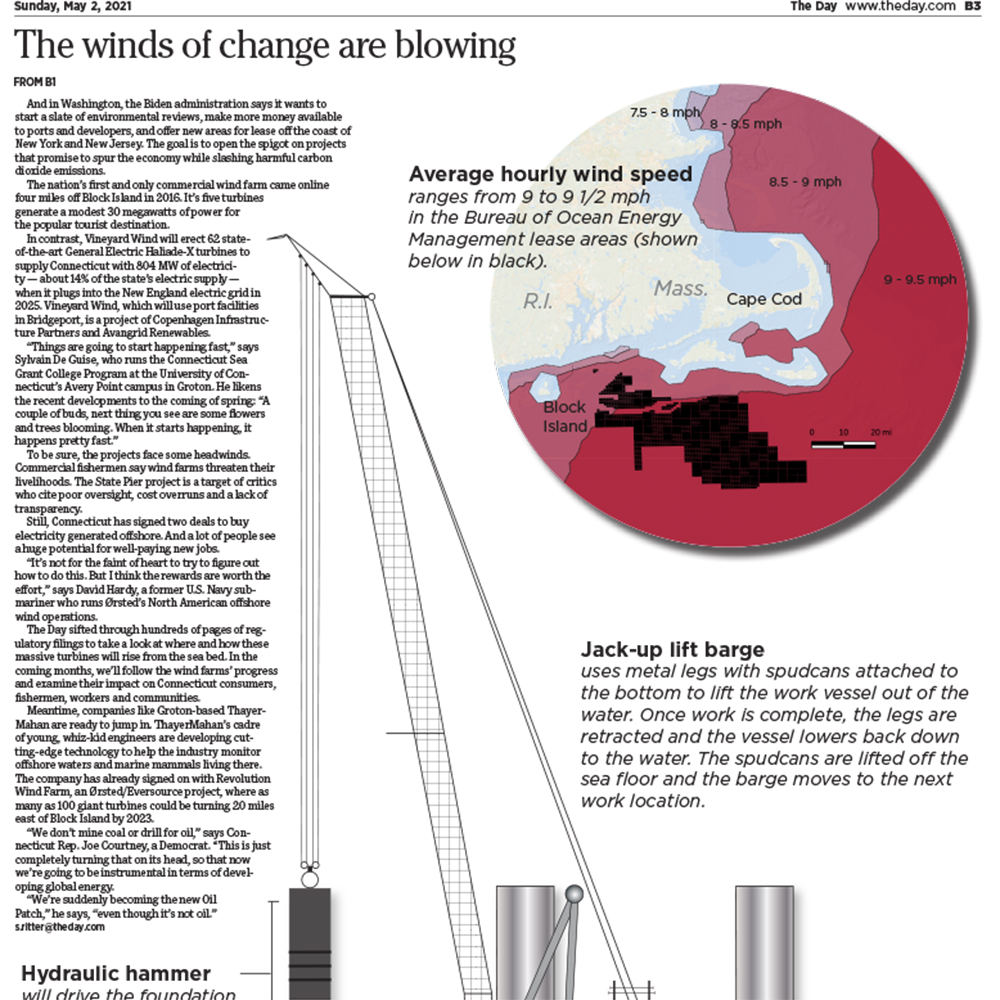 Sunday, May 2, 2021
The Day www.theday.com B3
The winds of change are blowing
FROM B1
And in Washington, the Biden administration says it wants to
start a slate of environmental reviews, make more money available
to ports and developers, and offer new areas for lease off the coast of
New York and New Jersey. The goal is to open the spigot on projects
that promise to spur the economy while slashing harmful carbon
dioxide emissions.
The nation's first and only commercial wind farm came online
four miles off Block Island in 2016. It's five turbines
generate a modest 30 megawatts of power for
the popular tourist destination.
In contrast, Vineyard Wind will erect 62 state-
of-the-art General Electric Haliade-X turbines to
supply Connecticut with 804 MW of electrici-
ty — about 14% of the state's electric supply —
when it plugs into the New England electric grid in
2025. Vineyard Wind, which will use port facilities
in Bridgeport, is a project of Copenhagen Infrastruc-
ture Partners and Avangrid Renewables.
"Things are going to start happening fast," says
Sylvain De Guise, who runs the Connecticut Sea
Grant College Program at the University of Con-
necticut's Avery Point campus in Groton. He likens
the recent developments to the coming of spring: "A
couple of buds, next thing you see are some flowers
and trees blooming. When it starts happening, it
happens pretty fast."
To be sure, the projects face some headwinds.
Commercial fishermen say wind farms threaten their
livelihoods. The State Pier project is a target of critics
who cite poor oversight, cost overruns and a lack of
transparency.
Still, Connecticut has signed two deals to buy
electricity generated offshore. And a lot of people see
a huge potential for well-paying new jobs.
"It's not for the faint of heart to try to figure out
how to do this. But I think the rewards are worth the
effort," says David Hardy, a former U.S. Navy sub-
mariner who runs Ørsted's North American offshore
wind operations.
The Day sifted through hundreds of pages of reg-
ulatory filings to take a look at where and how these
massive turbines will rise from the sea bed. In the
coming months, we'll follow the wind farms' progress
and examine their impact on Connecticut consumers,
fishermen, workers and communities.
Meantime, companies like Groton-based Thayer-
Mahan are ready to jump in. ThayerMahan's cadre
of young, whiz-kid engineers are developing cut-
ting-edge technology to help the industry monitor
offshore waters and marine mammals living there.
The company has already signed on with Revolution
Wind Farm, an Ørsted/Eversource project, where as
many as 100 giant turbines could be turning 20 miles
east of Block Island by 2023.
"We don't mine coal or drill for oil," says Con-
necticut Rep. Joe Courtney, a Democrat. "This is just
completely turning that on its head, so that now
we're going to be instrumental in terms of devel-
oping global energy.
"We're suddenly becoming the new Oil
Patch," he says, "even though it's not oil."
s.ritter@theday.com
Average hourly wind speed
ranges from 9 to 9 1/2 mph
in the Bureau of Ocean Energy
Management lease areas (shown
below in black).
7.5 - 8 mph
8 - 8.5 mph
8.5 - 9 mph
9 - 9.5 mph
R.I.
Mass.
Cape Cod
Block
Island
0 10 20 mi
Jack-up lift barge
uses metal legs with spudcans attached to
the bottom to lift the work vessel out of the
water. Once work is complete, the legs are
retracted and the vessel lowers back down
to the water. The spudcans are lifted off the
sea floor and the barge moves to the next
work location.
Hydraulic hammer
will drive the foundation